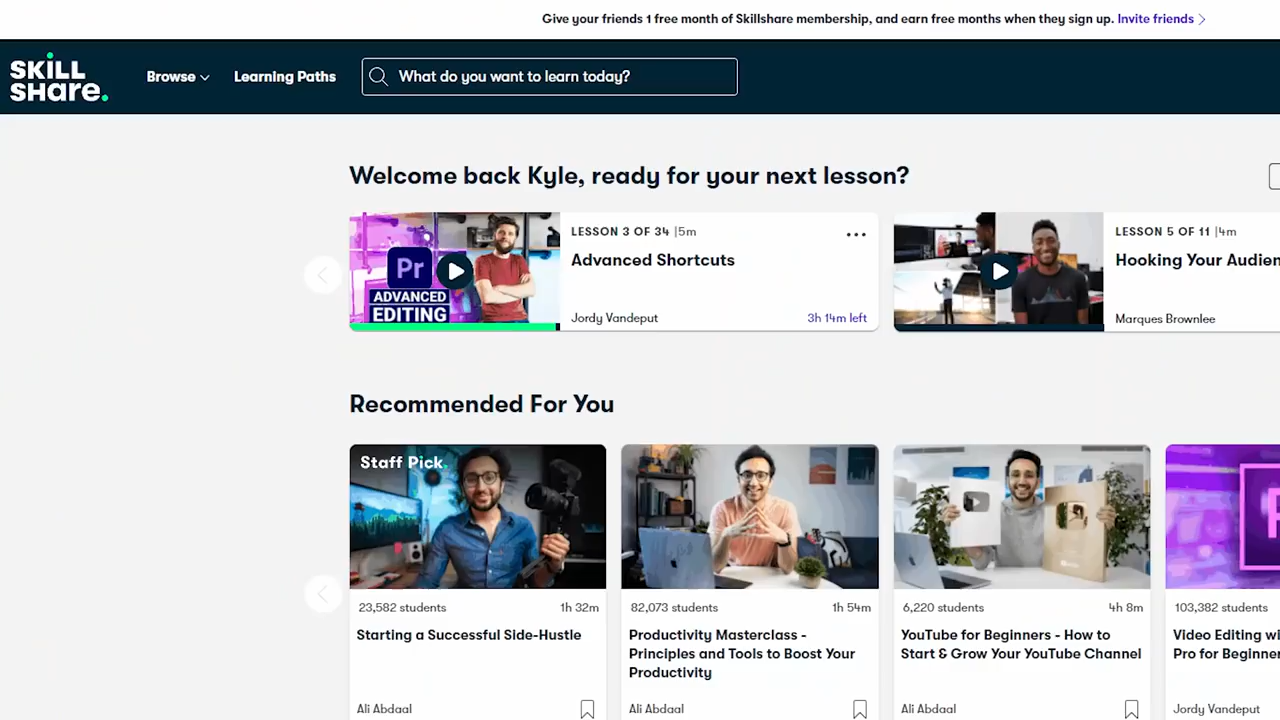 Give your friends 1 free month of Skillshare membership, and earn free months when they sign up. Invite friends
SKILL
SHare.
Browse
Learning Paths
What do you want to learn today?
Welcome back Kyle, ready for your next lesson?
Pr
ADVANCED
EDITING
LESSON 3 OF 34 |5m
Advanced Shortcuts
Jordy Vandeput
3h 14m left
LESSON 5 OF 11 |4m
Hooking Your Audien
Marques Brownlee
Recommended For You
Staff Pick
23,582 students
1h 32m
Starting a Successful Side-Hustle
Ali Abdaal
82,073 students
1h 54m
Productivity Masterclass -
Principles and Tools to Boost Your
Productivity
Ali Abdaal
6,220 students
4h 8m
YouTube for Beginners - How to
Start & Grow Your YouTube Channel
Ali Abdaal
103,382 students
Video Editing wi
Pro for Beginner
Jordy Vandeput